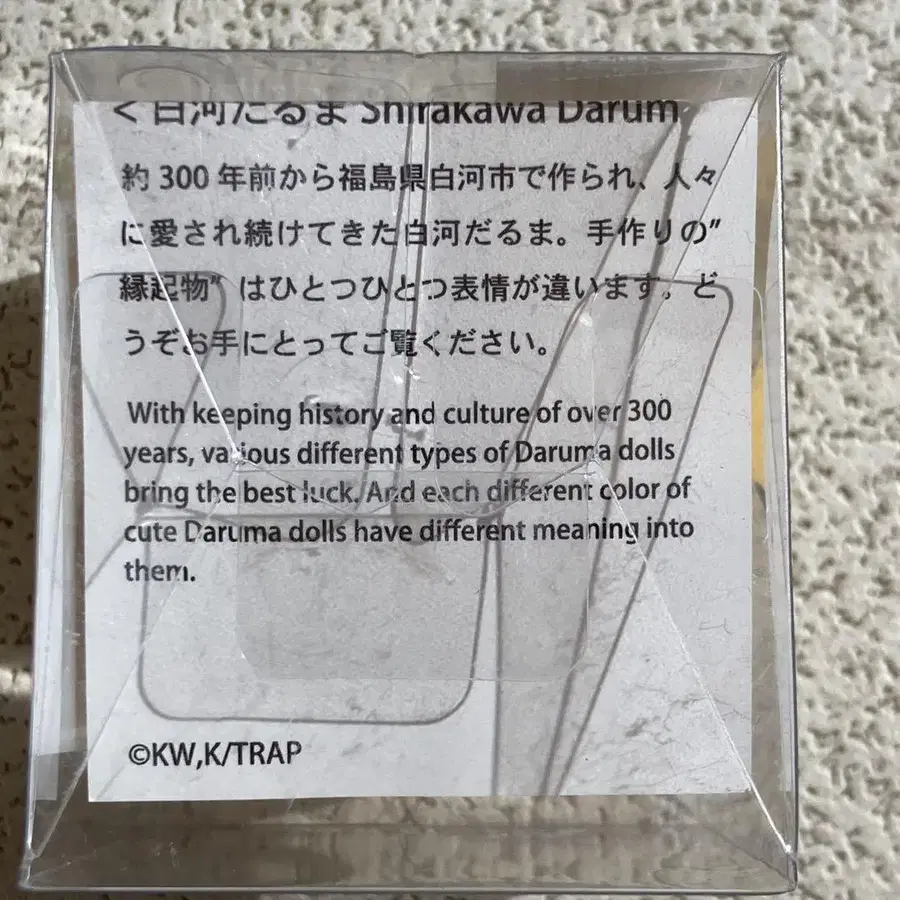 < 白河だるま Shirakawa Darum
約 300 年前から福島県白河市で作られ、人々
に愛され続けてきた白河だるま。手作りの"
縁起物" はひとつひとつ表情が違います。ど
うぞお手にとってご覧ください。
With keeping history and culture of over 300
years, various different types of Daruma dolls
bring the best luck. And each different color of
cute Daruma dolls have different meaning into
them.
©KW,K/TRAP